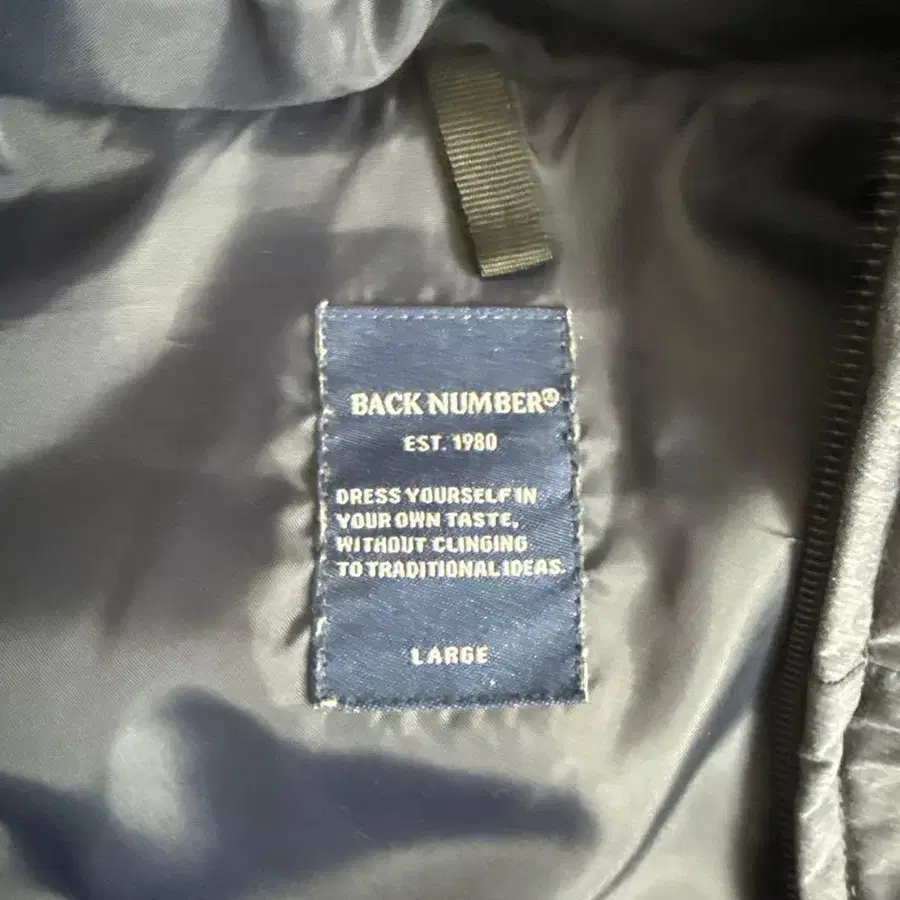 BACK NUMBER®
EST. 1980
DRESS YOURSELF IN
YOUR OWN TASTE,
WITHOUT CLINGING
TO TRADITIONAL IDEAS.
LARGE